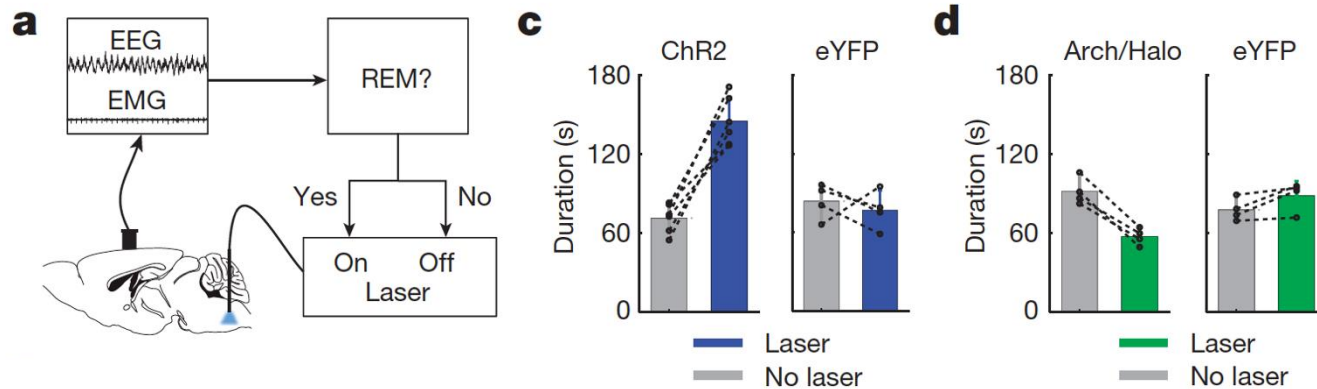 a
EEG
EMG
REM?
Yes
No
On Off
Laser
c
ChR2 eYFP
Duration (s)
180
120
60
0
Laser
No laser
d
Arch/Halo eYFP
Duration (s)
180
120
60
0
Laser
No laser